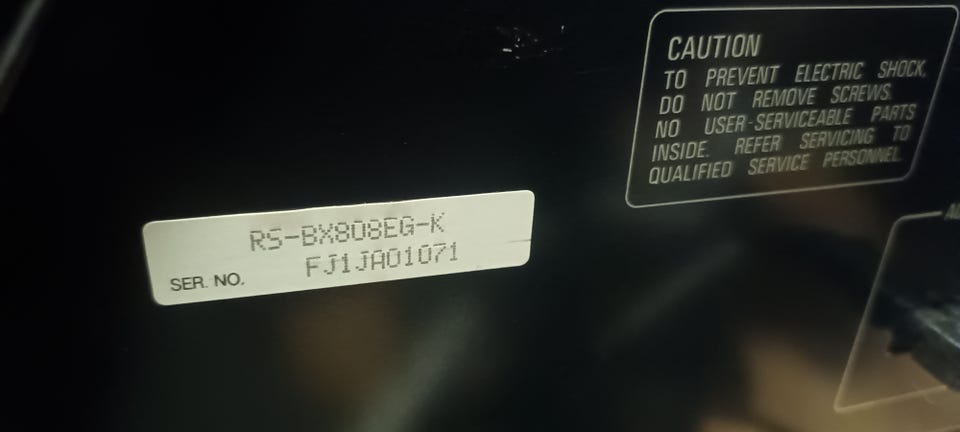 RS-BX808EG-K
SER. NO. FJ1JA01071
CAUTION
TO PREVENT ELECTRIC SHOCK,
DO NOT REMOVE SCREWS.
NO USER-SERVICEABLE PARTS
INSIDE. REFER SERVICING TO
QUALIFIED SERVICE PERSONNEL.